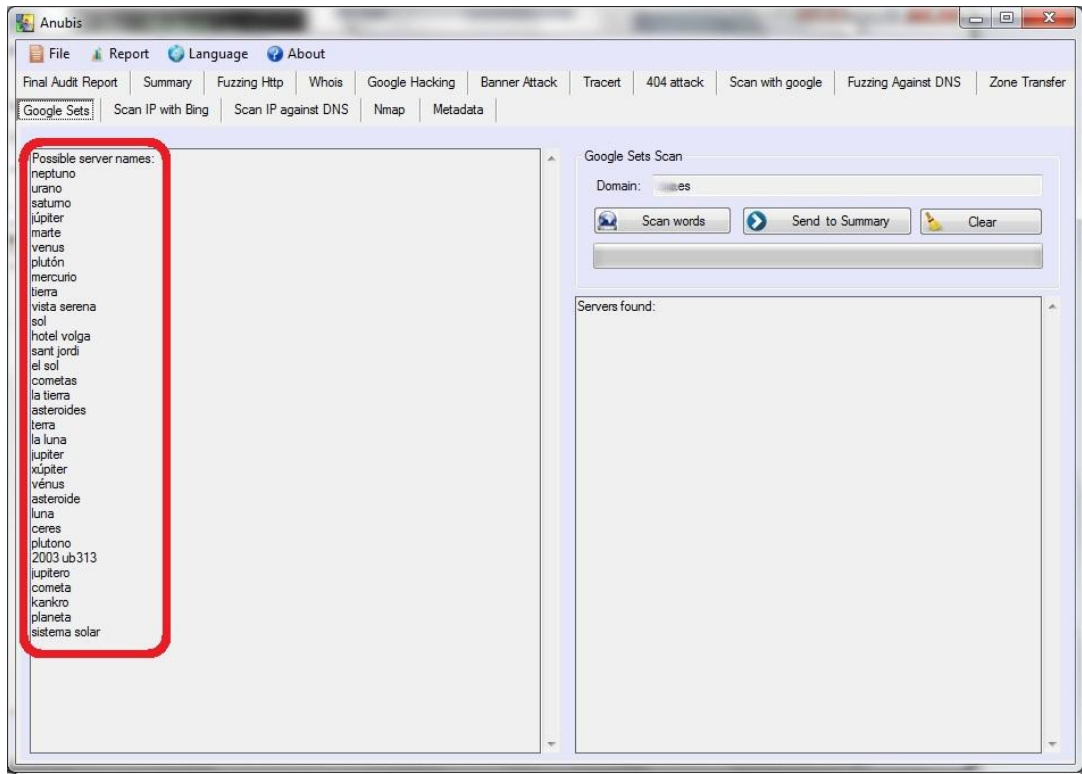 Anubis
File Report Language About
Final Audit Report Summary Fuzzing Http Whois Google Hacking Banner Attack Tracert 404 attack Scan with google Fuzzing Against DNS Zone Transfer
Google Sets Scan IP with Bing Scan IP against DNS Nmap Metadata
Possible server names:
neptuno
urano
saturno
júpiter
marte
venus
plutón
mercurio
tierra
vista serena
sol
hotel volga
sant jordi
el sol
cometas
la tierra
asteroides
terra
la luna
jupiter
xúpiter
vénus
asteroide
luna
ceres
plutono
2003 ub313
jupitero
cometa
kankro
planeta
sistema solar
Google Sets Scan
Domain: .es
Scan words Send to Summary Clear
Servers found: